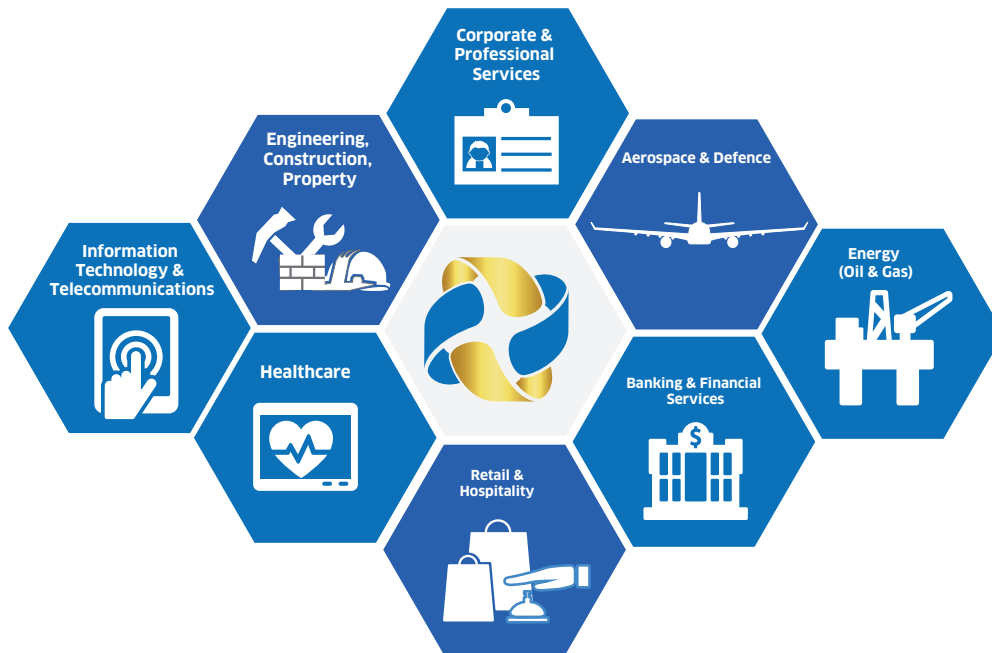 Corporate &
Professional
Services
Engineering,
Construction,
Property
Aerospace & Defence
Information
Technology &
Telecommunications
Energy
(Oil & Gas)
Healthcare
Banking & Financial
Services
$
Retail &
Hospitality